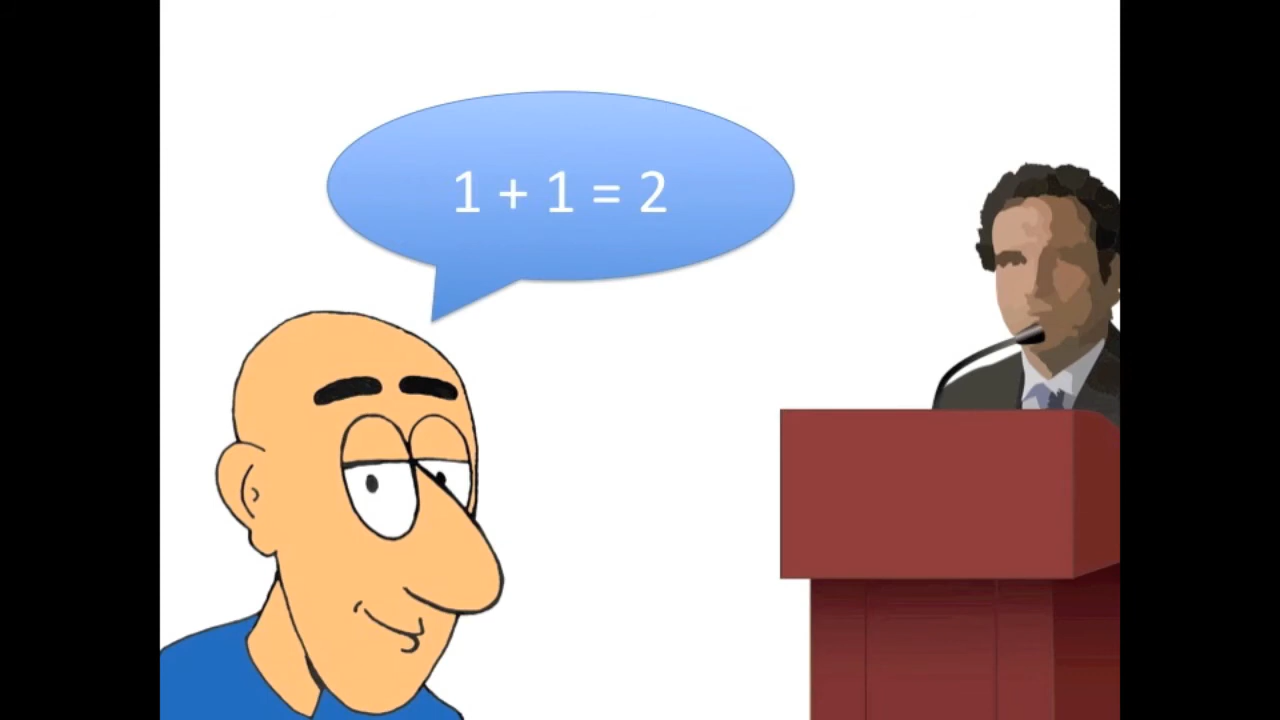 1 + 1 = 2